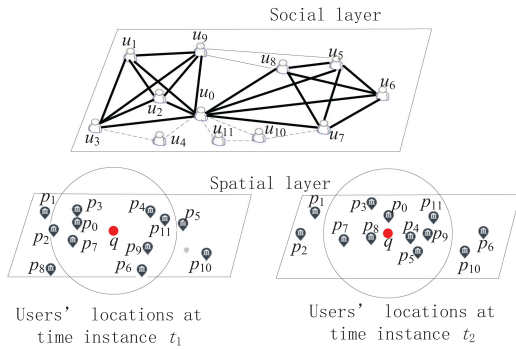 Social layer
u1 u9 u8 u5
u6
u2 u0
u3 u4 u11 u10 u7
Spatial layer
p1 p3 p4 p5
p0 p11
p2 p7 q p9
p8 p6 p10
p1 p3 p0 p11
p7 p8 p4 p9 p6
p2 q p5 p10
Users' locations at
time instance t1
Users' locations at
time instance t2